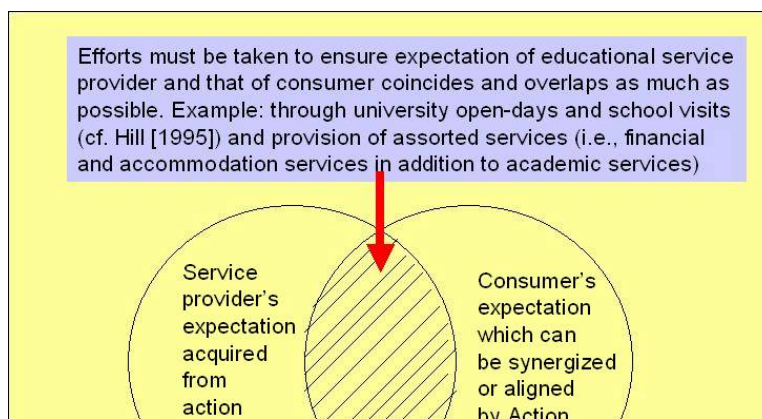 Efforts must be taken to ensure expectation of educational service
provider and that of consumer coincides and overlaps as much as
possible. Example: through university open-days and school visits
(cf. Hill [1995]) and provision of assorted services (i.e., financial
and accommodation services in addition to academic services)
Service
provider's
expectation
acquired
from
action
Consumer's
expectation
which can
be synergized
or aligned
by Action